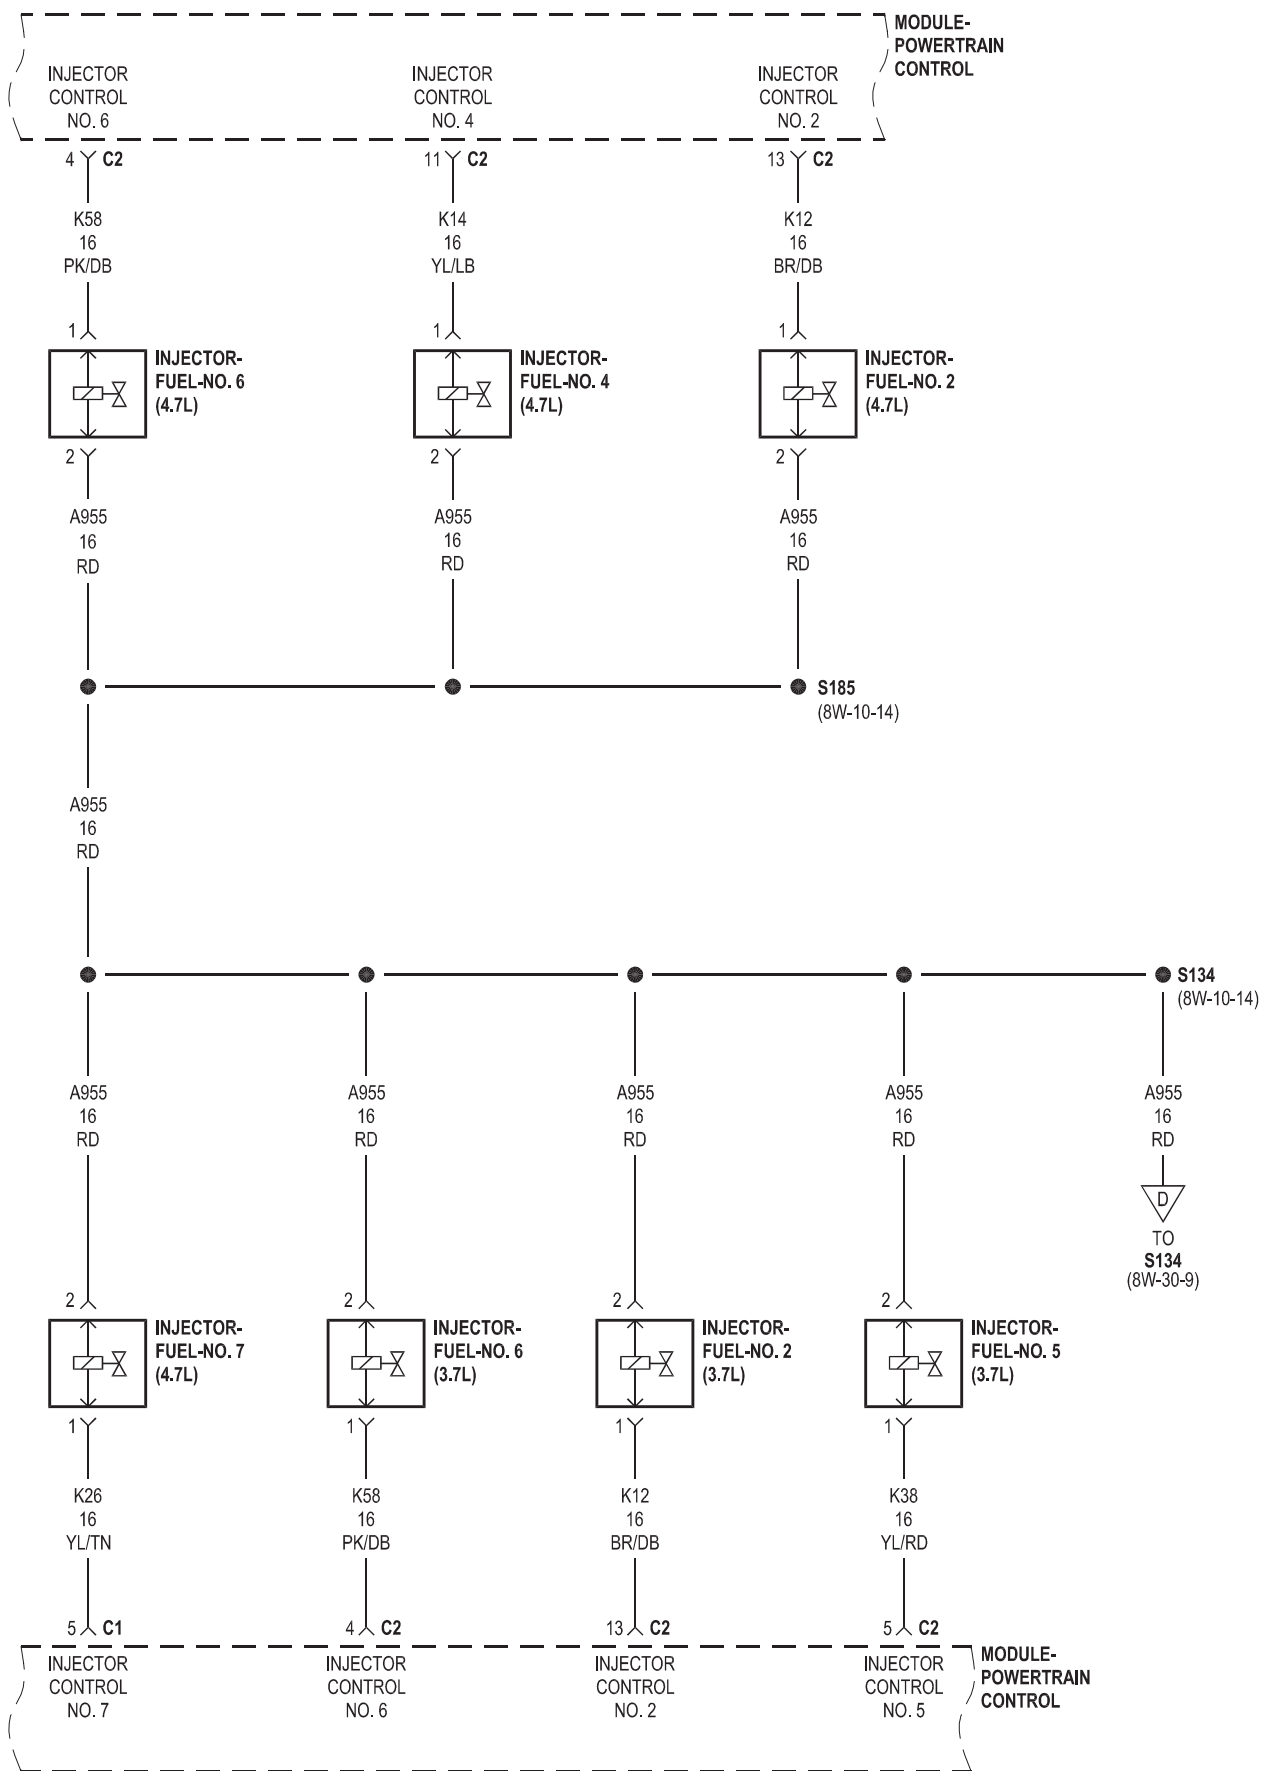 MODULE-
POWERTRAIN
CONTROL
INJECTOR
CONTROL
NO. 6
INJECTOR
CONTROL
NO. 4
INJECTOR
CONTROL
NO. 2
4 C2
11 C2
13 C2
K58
16
PK/DB
K14
16
YL/LB
K12
16
BR/DB
1
1
1
INJECTOR-
FUEL-NO. 6
(4.7L)
INJECTOR-
FUEL-NO. 4
(4.7L)
INJECTOR-
FUEL-NO. 2
(4.7L)
2
2
2
A955
16
RD
A955
16
RD
A955
16
RD
S185
(8W-10-14)
A955
16
RD
S134
(8W-10-14)
A955
16
RD
A955
16
RD
A955
16
RD
A955
16
RD
A955
16
RD
D
TO
S134
(8W-30-9)
2
2
2
2
INJECTOR-
FUEL-NO. 7
(4.7L)
INJECTOR-
FUEL-NO. 6
(3.7L)
INJECTOR-
FUEL-NO. 2
(3.7L)
INJECTOR-
FUEL-NO. 5
(3.7L)
1
1
1
1
K26
16
YL/TN
K58
16
PK/DB
K12
16
BR/DB
K38
16
YL/RD
5 C1
4 C2
13 C2
5 C2
INJECTOR
CONTROL
NO. 7
INJECTOR
CONTROL
NO. 6
INJECTOR
CONTROL
NO. 2
INJECTOR
CONTROL
NO. 5
MODULE-
POWERTRAIN
CONTROL